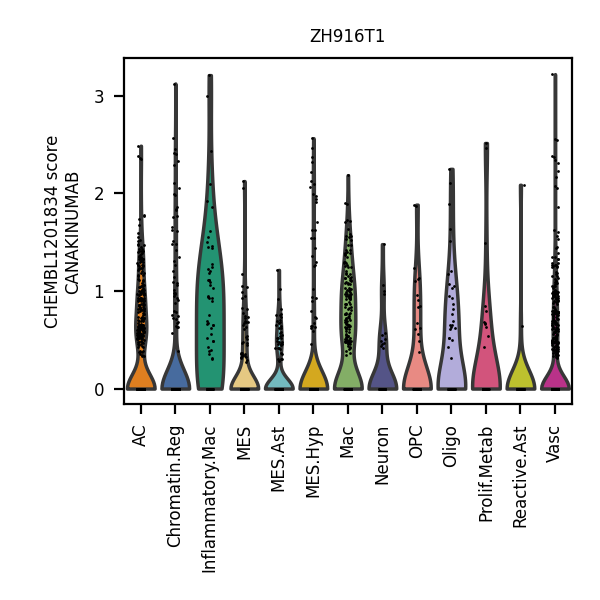 ZH916T1
CHEMBL1201834 score
CANAKINUMAB
3
2
1
0
AC
Chromatin.Reg
Inflammatory.Mac
MES
MES.Ast
MES.Hyp
Mac
Neuron
OPC
Oligo
Prolif.Metab
Reactive.Ast
Vasc